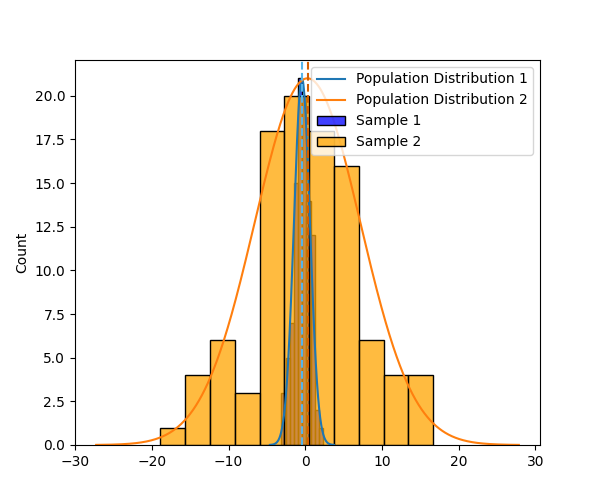 Population Distribution 1
Population Distribution 2
Sample 1
Sample 2
Count
20.0
17.5
15.0
12.5
10.0
7.5
5.0
2.5
0.0
−30 −20 −10 0 10 20 30